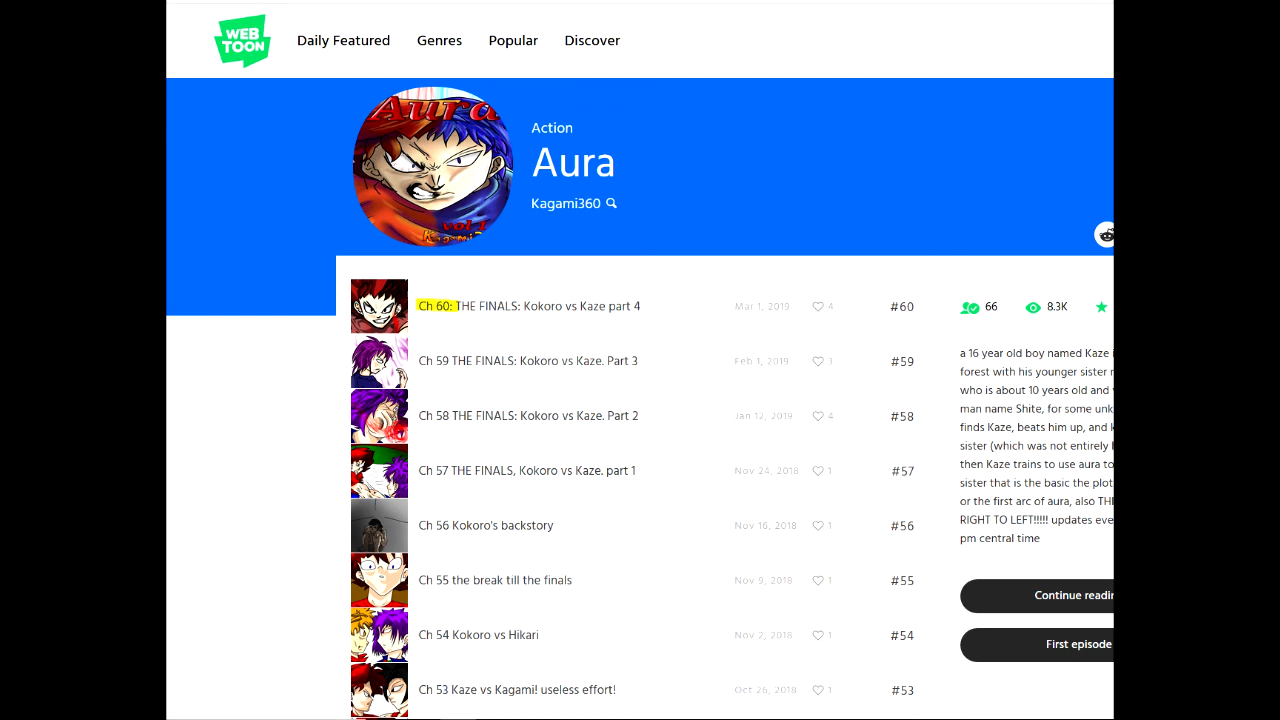 WEB
TOON
Daily Featured Genres Popular Discover
Aura
vol 1
Action
Aura
Kagami360
Ch 60: THE FINALS: Kokoro vs Kaze part 4 Mar 1, 2019 4 #60
Ch 59 THE FINALS: Kokoro vs Kaze. Part 3 Feb 1, 2019 3 #59
Ch 58 THE FINALS: Kokoro vs Kaze. Part 2 Jan 12, 2019 4 #58
Ch 57 THE FINALS, Kokoro vs Kaze. part 1 Nov 24, 2018 1 #57
Ch 56 Kokoro's backstory Nov 16, 2018 1 #56
Ch 55 the break till the finals Nov 9, 2018 1 #55
Ch 54 Kokoro vs Hikari Nov 2, 2018 1 #54
Ch 53 Kaze vs Kagami! useless effort! Oct 26, 2018 1 #53
66 8.3K
a 16 year old boy named Kaze
forest with his younger sister
who is about 10 years old and
man name Shite, for some unk
finds Kaze, beats him up, and
sister (which was not entirely
then Kaze trains to use aura to
sister that is the basic the plot
or the first arc of aura, also TH
RIGHT TO LEFT!!!!! updates eve
pm central time
Continue readin
First episode